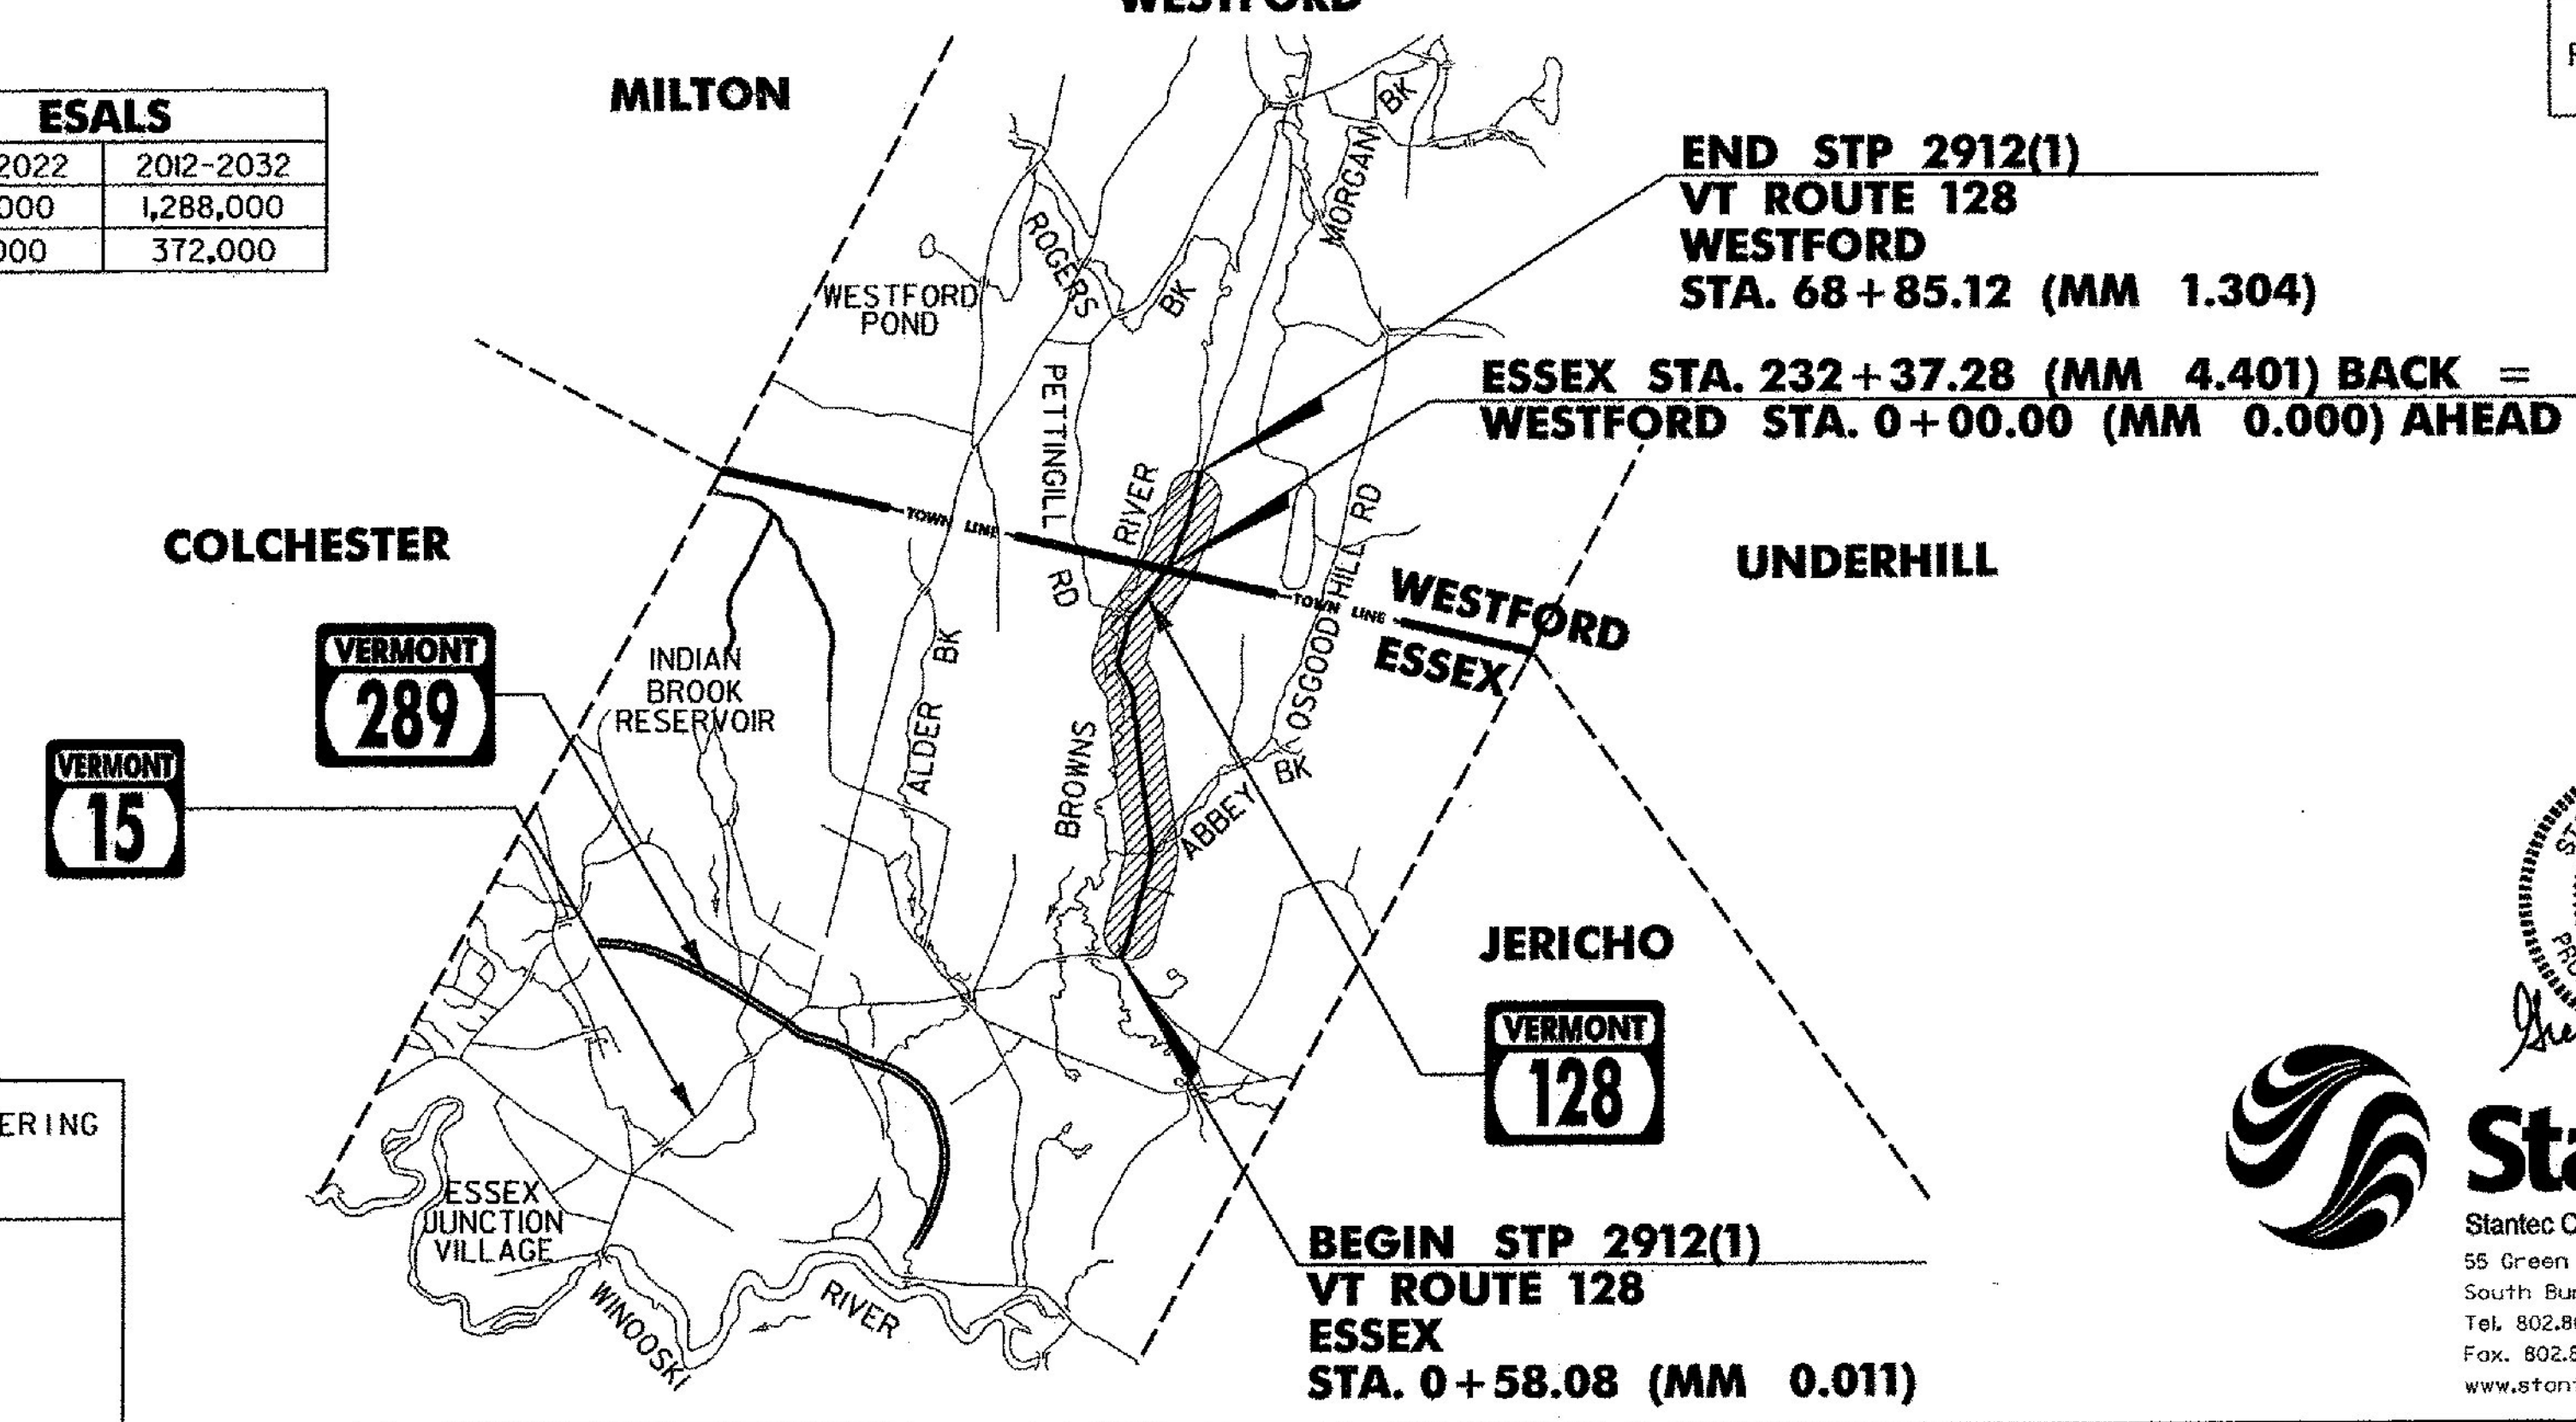 WESTFORD
MILTON
ESALS
2022 2012-2032
000 1,288,000
000 372,000
BK
MORGAN
ROGERS
BK
WESTFORD
POND
END STP 2912(1)
VT ROUTE 128
WESTFORD
STA. 68+85.12 (MM 1.304)
ESSEX STA. 232+37.28 (MM 4.401) BACK =
WESTFORD STA. 0+00.00 (MM 0.000) AHEAD
PETTINGILL
RD
RIVER
TOWN LINE
TOWN LINE
WESTFORD
ESSEX
OSGOOD HILL RD
COLCHESTER
UNDERHILL
VERMONT
289
VERMONT
15
INDIAN
BROOK
RESERVOIR
ALDER BK
BROWNS
ABBEY BK
JERICHO
VERMONT
128
ERING
ESSEX
JUNCTION
VILLAGE
WINOOSKI
RIVER
BEGIN STP 2912(1)
VT ROUTE 128
ESSEX
STA. 0+58.08 (MM 0.011)
Sta
Stantec C
55 Green
South Bur
Tel. 802.8
Fax. 802.8
www.stan